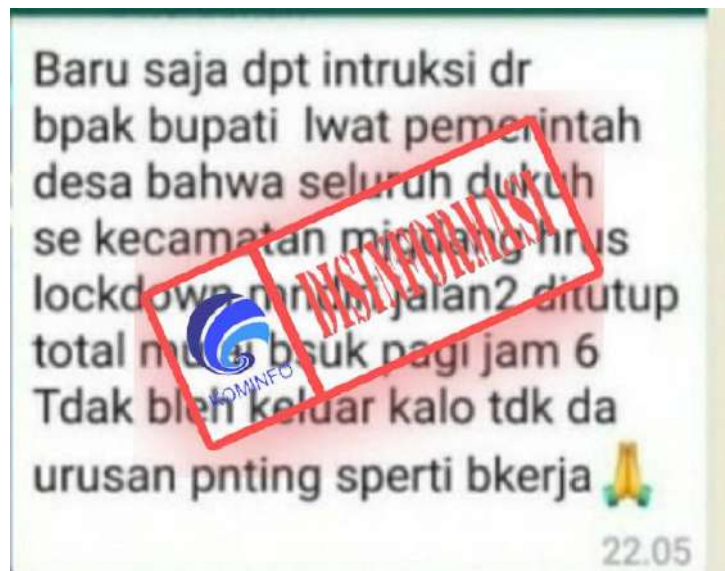 Baru saja dpt intruksi dr
bpak bupati lwat pemerintah
desa bahwa seluruh dukuh
se kecamatan migdang hrus
lockdown mndiri jalan2 ditutup
total mulai bsuk pagi jam 6
Tdak bleh keluar kalo tdk da
urusan pnting sperti bkerja 🙏
22.05
DISINFORMASI
KOMINFO